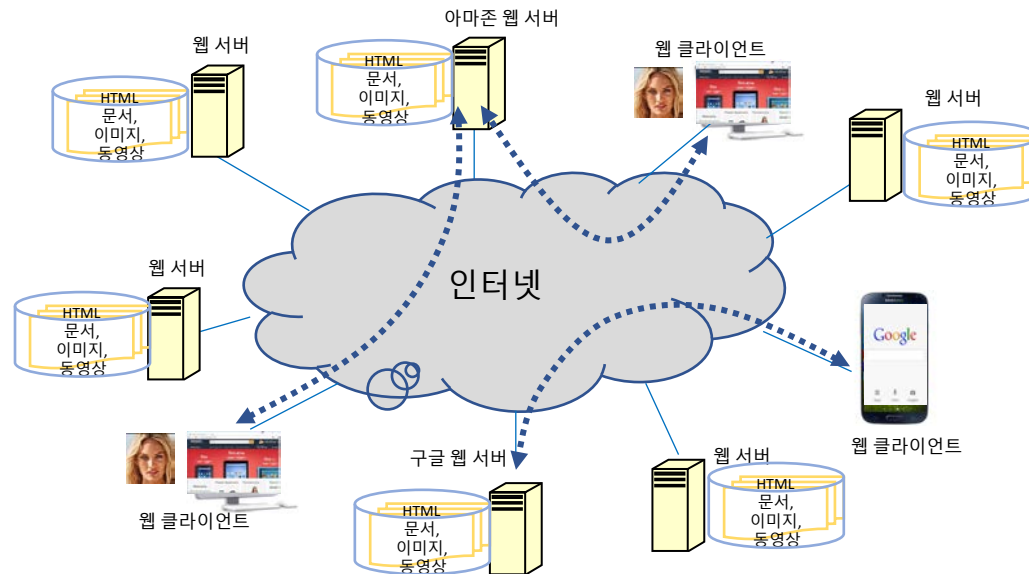 아마존 웹 서버
웹 서버
웹 클라이언트
HTML
문서,
이미지,
동영상
HTML
문서,
이미지,
동영상
웹 서버
HTML
문서,
이미지,
동영상
웹 서버
인터넷
HTML
문서,
이미지,
동영상
Google
웹 클라이언트
구글 웹 서버
웹 서버
웹 클라이언트
HTML
문서,
이미지,
동영상
HTML
문서,
이미지,
동영상